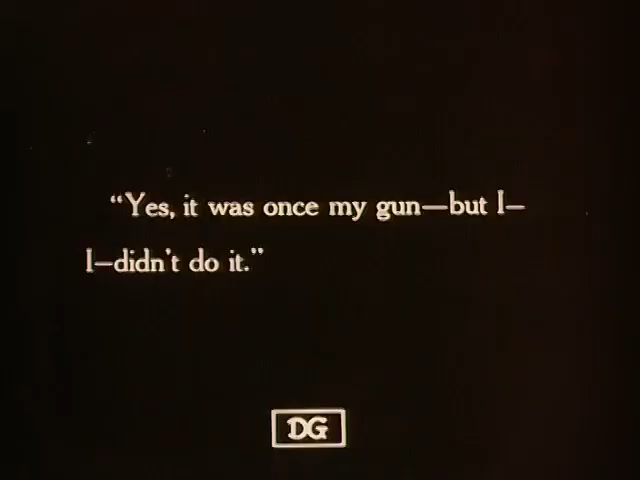 “Yes, it was once my gun—but I—
I—didn't do it.”
DG